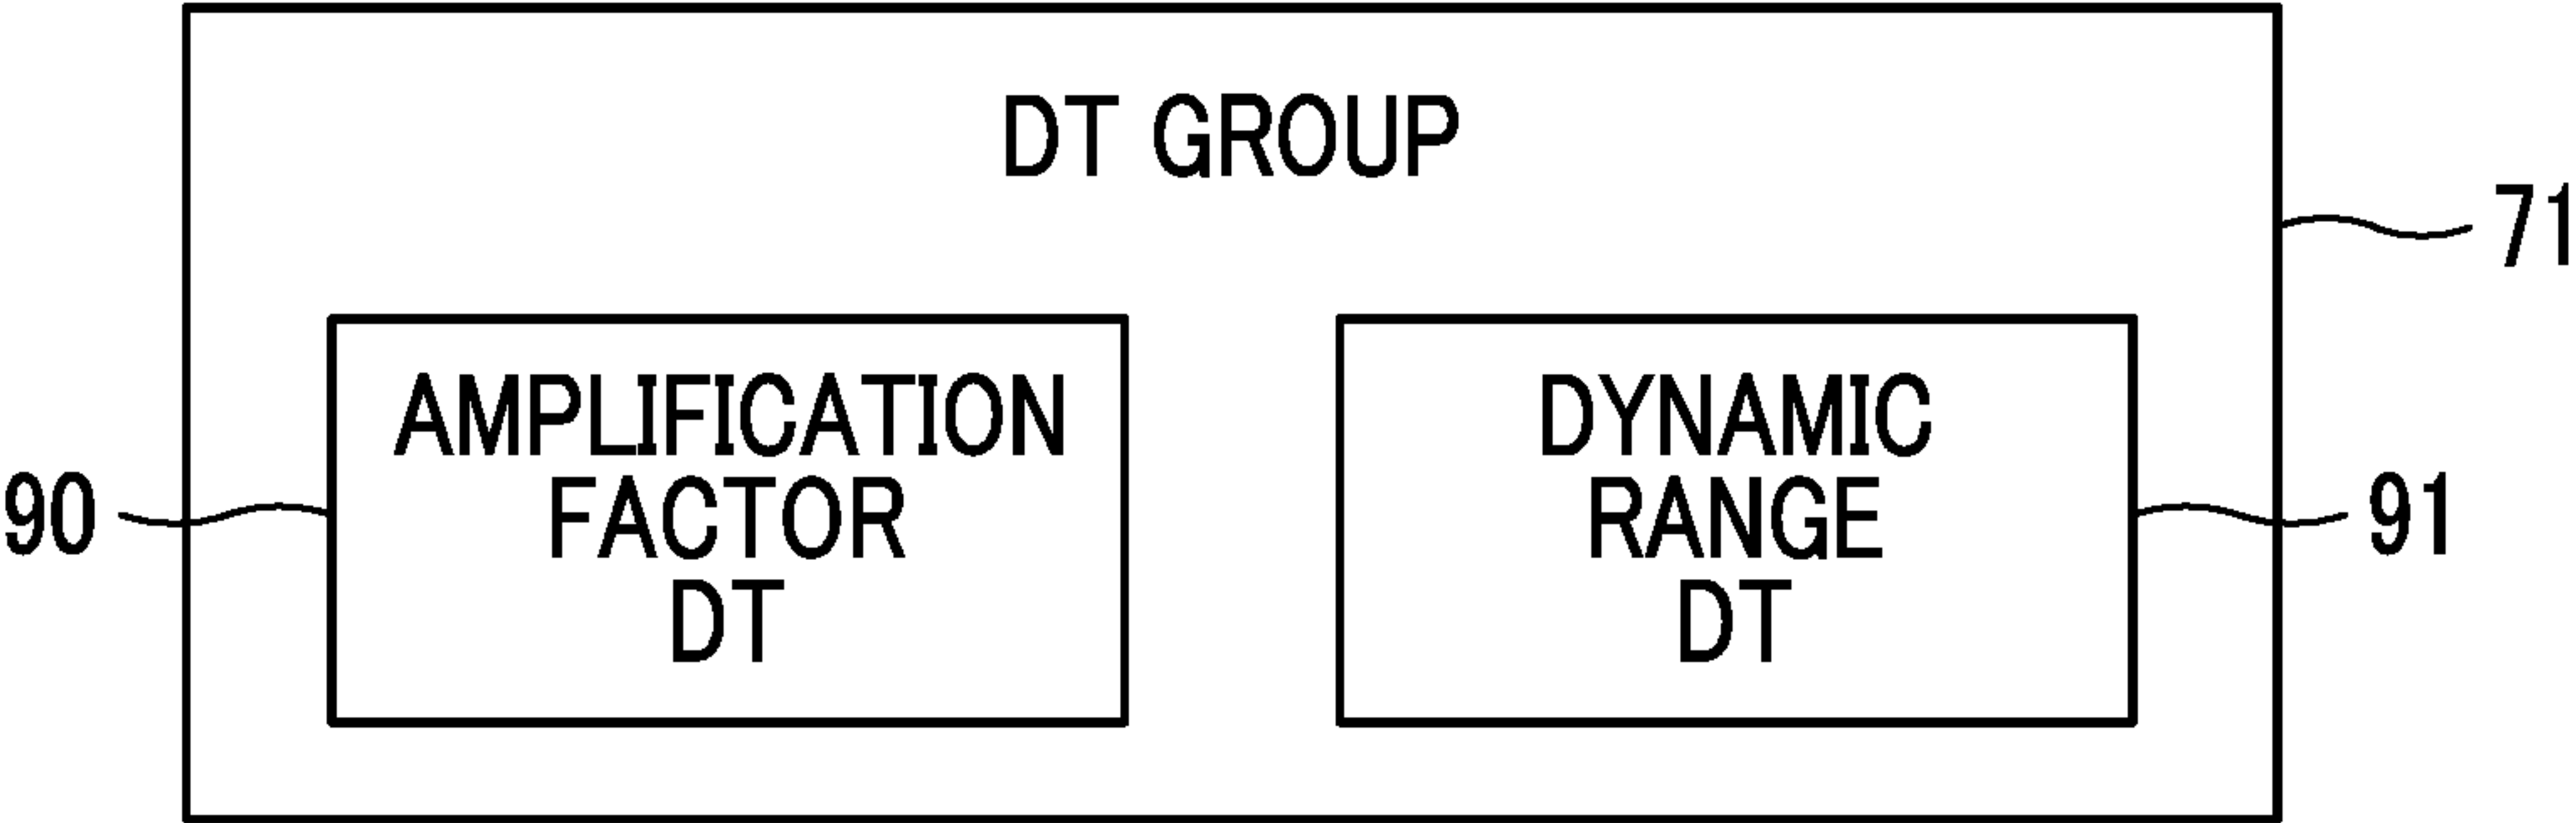 DT GROUP
71
AMPLIFICATION
FACTOR
DT
90
DYNAMIC
RANGE
DT
91